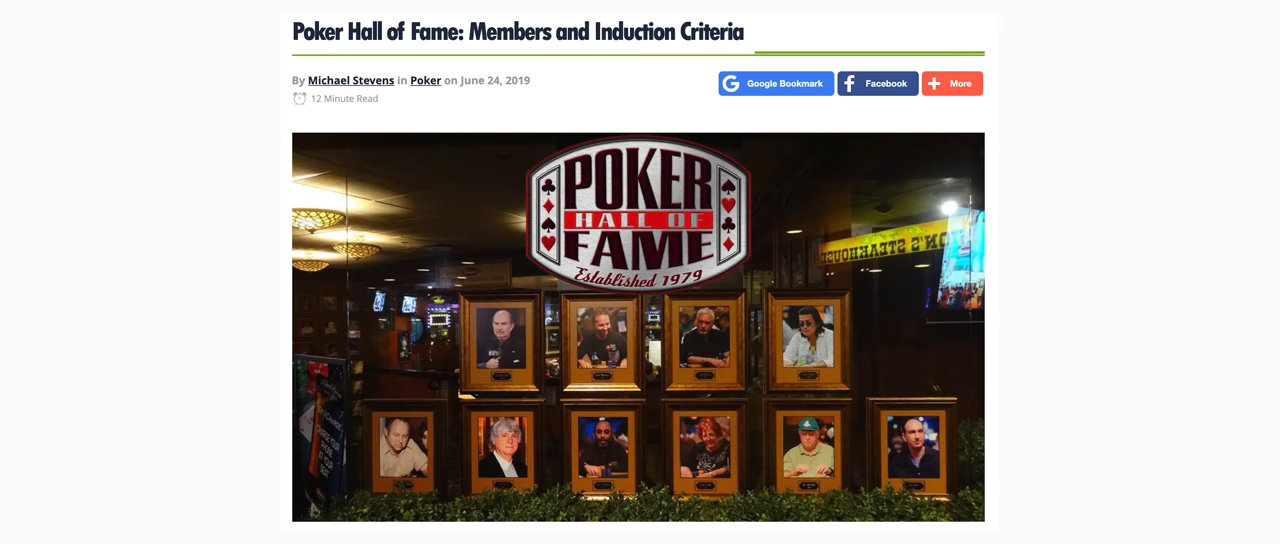 Poker Hall of Fame: Members and Induction Criteria
By Michael Stevens in Poker on June 24, 2019
12 Minute Read
Google Bookmark
Facebook
More
POKER
HALL OF
FAME
Established 1979
STEAKHOUSE